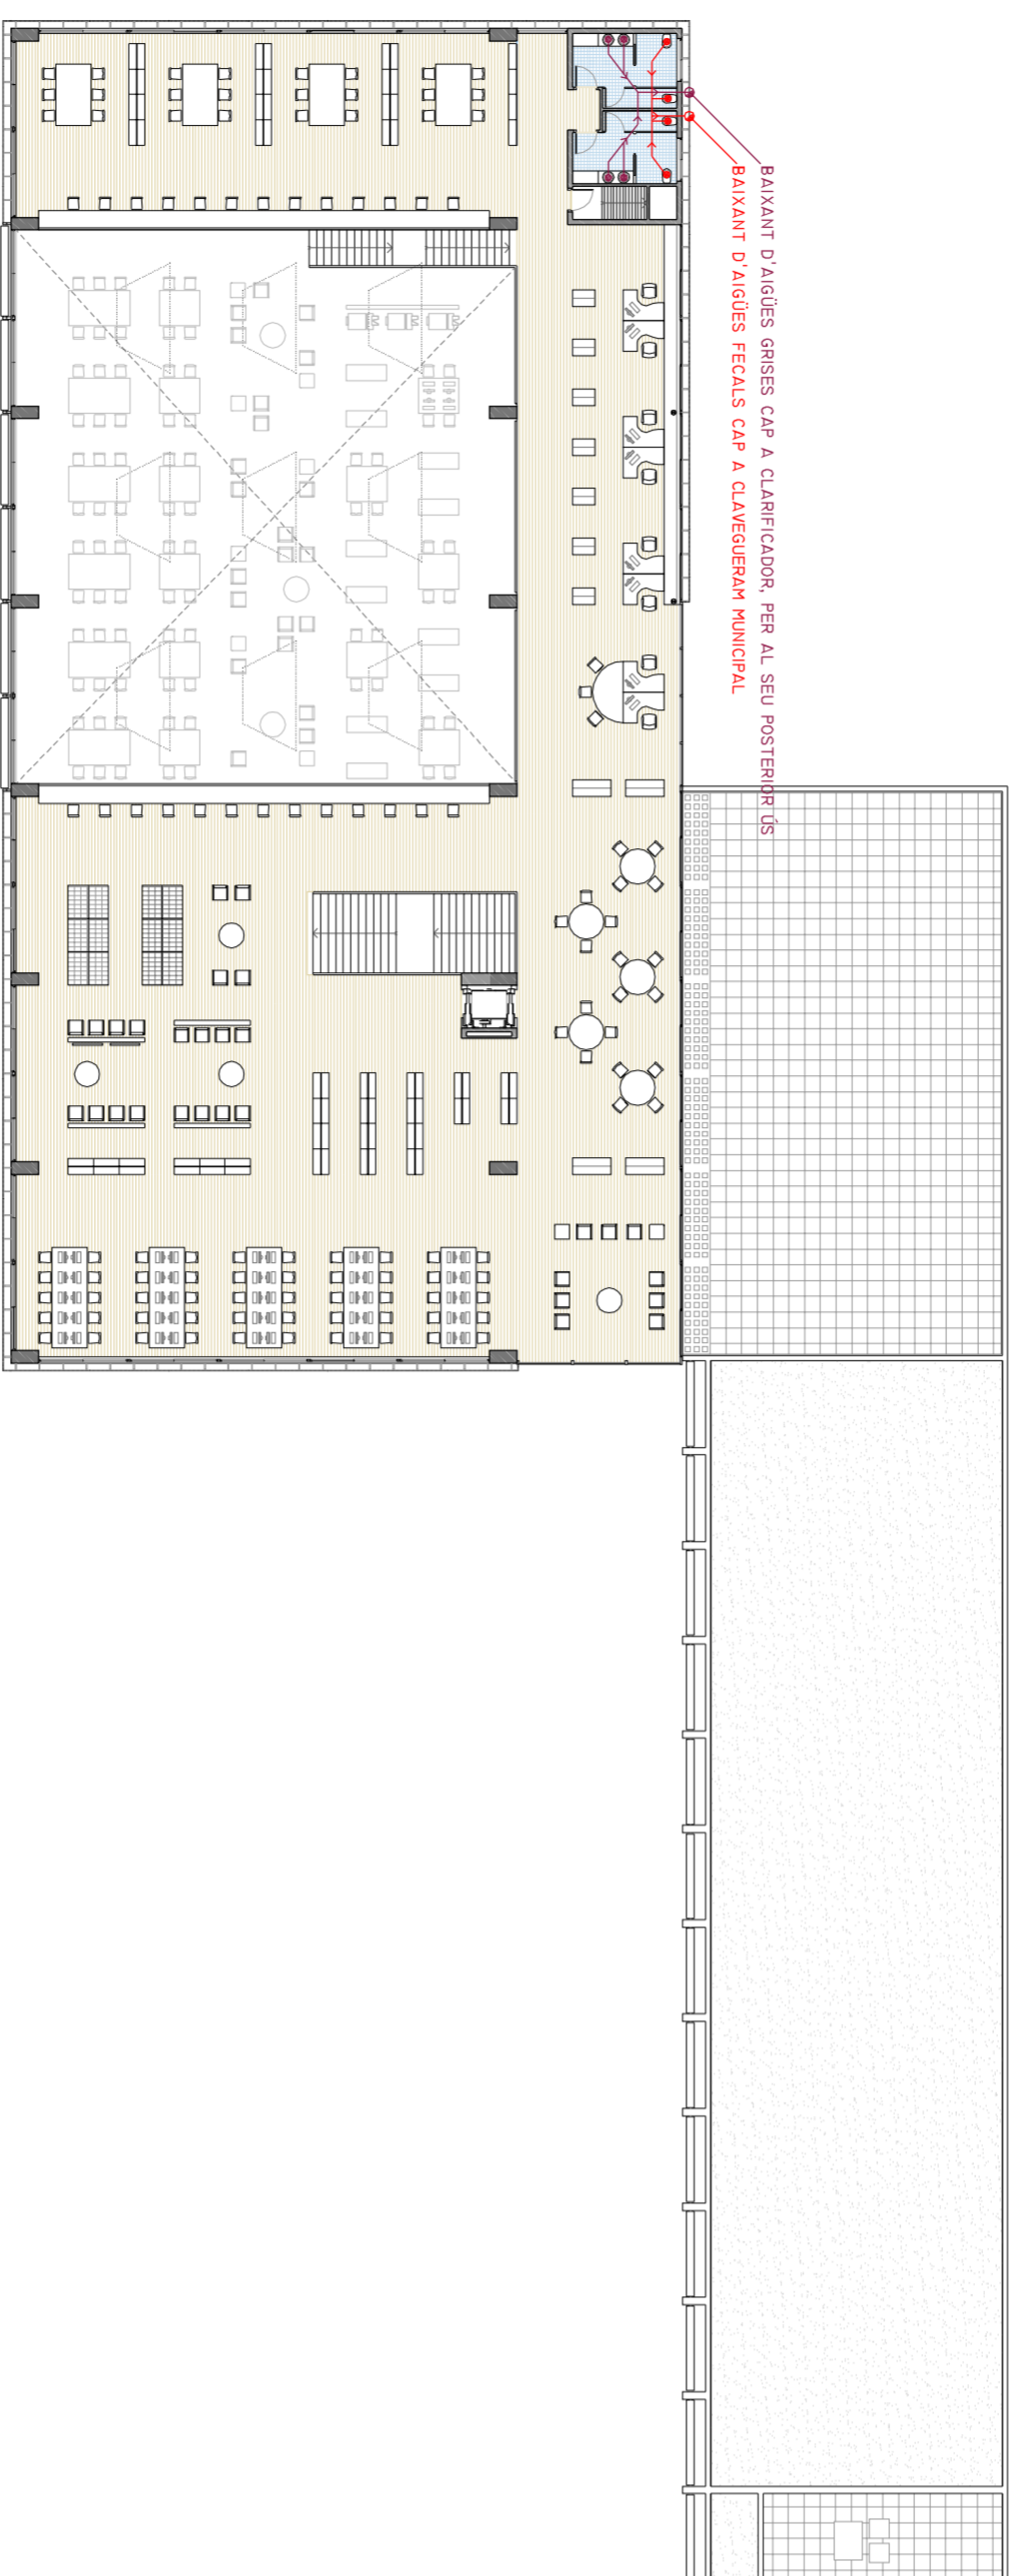 BAIXANT D'AIGÜES GRISES CAP A CLARIFICADOR, PER AL SEU POSTERIOR ÚS
BAIXANT D'AIGÜES FECALS CAP A CLAVEGUERAM MUNICIPAL